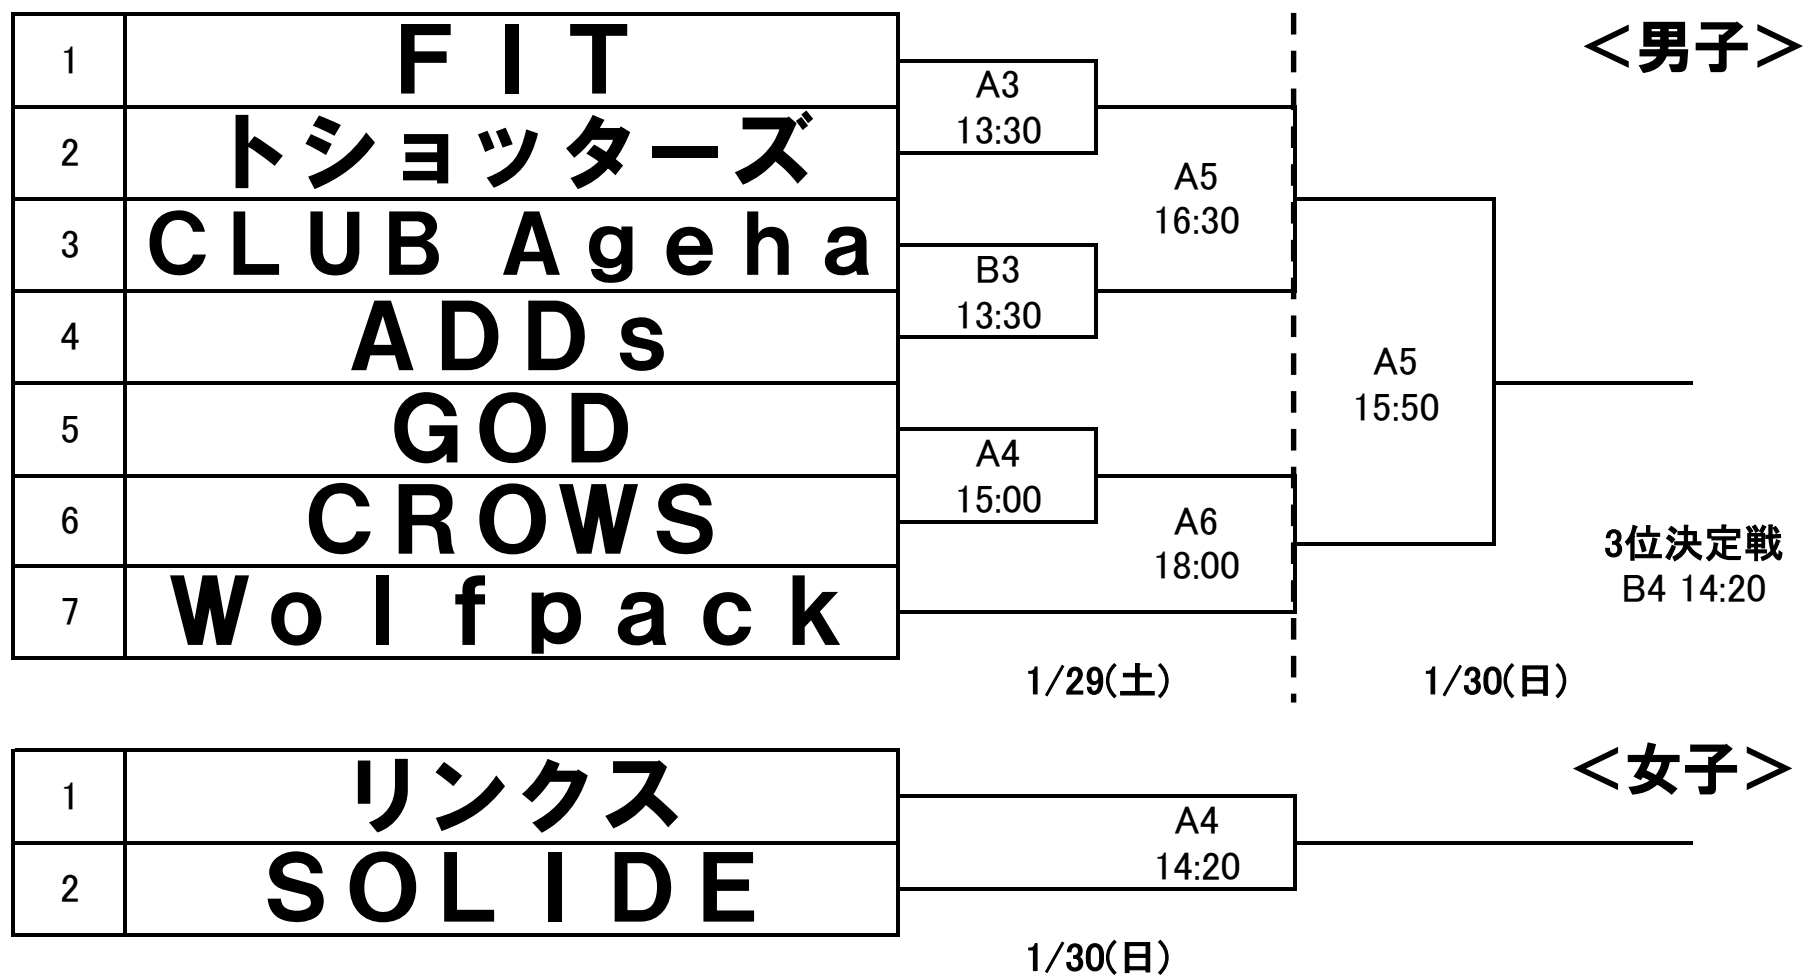 ＜男子＞
1 ＦＩＴ
2 トショッターズ
3 ＣＬＵＢ Ａｇｅｈａ
4 ＡＤＤｓ
5 ＧＯＤ
6 ＣＲＯＷＳ
7 Ｗｏｌｆｐａｃｋ
A3
13:30
B3
13:30
A4
15:00
A5
16:30
A6
18:00
A5
15:50
3位決定戦
B4 14:20
1/29(土)
1/30(日)
＜女子＞
1 リンクス
2 ＳＯＬＩＤＥ
A4
14:20
1/30(日)